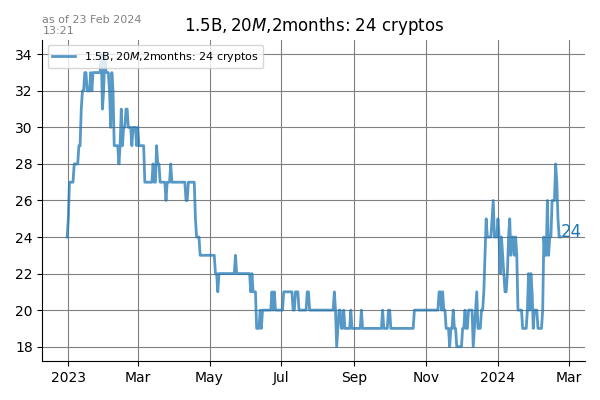 as of 23 Feb 2024
13:21
1.5B, 20M,2months: 24 cryptos
1.5B, 20M,2months: 24 cryptos
34
32
30
28
26
24
22
20
18
24
2023
Mar
May
Jul
Sep
Nov
2024
Mar